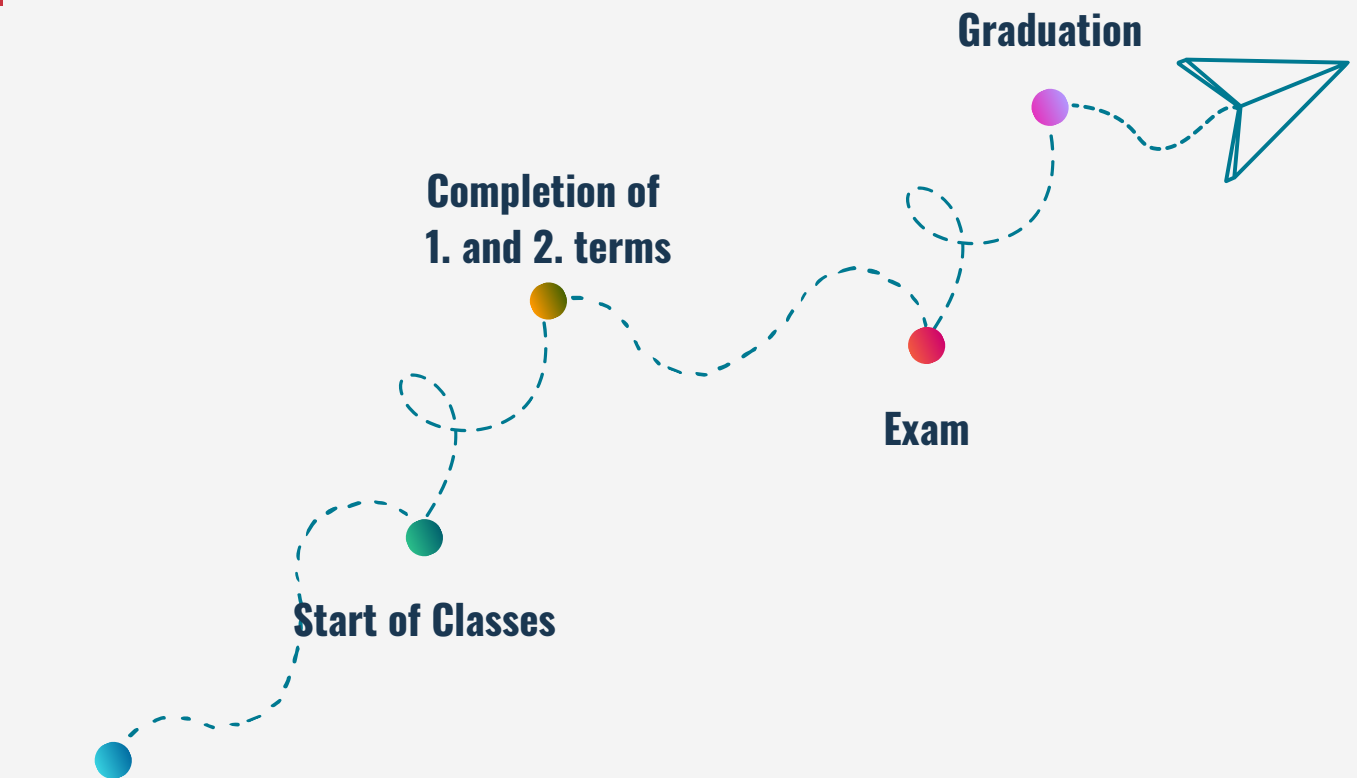 Graduation
Completion of
1. and 2. terms
Exam
Start of Classes